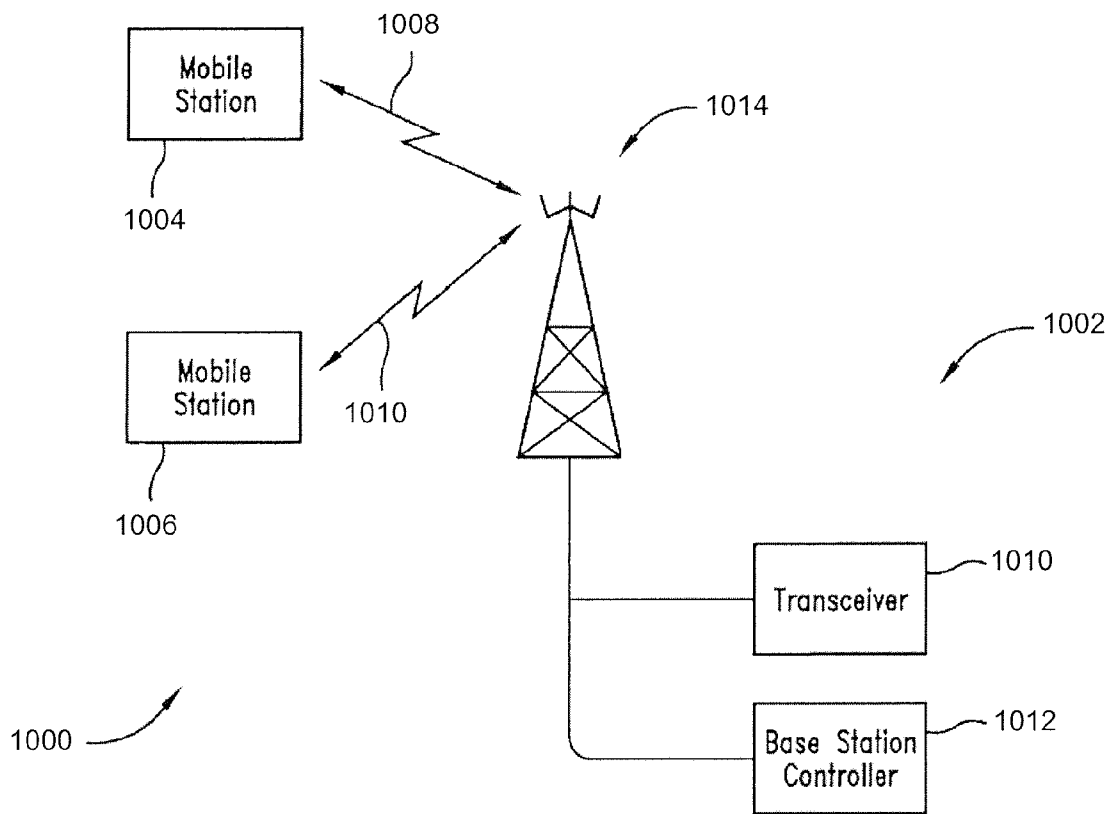 1008
Mobile
Station
1014
1004
1002
Mobile
Station
1010
1006
1010
Transceiver
1012
1000
Base Station
Controller